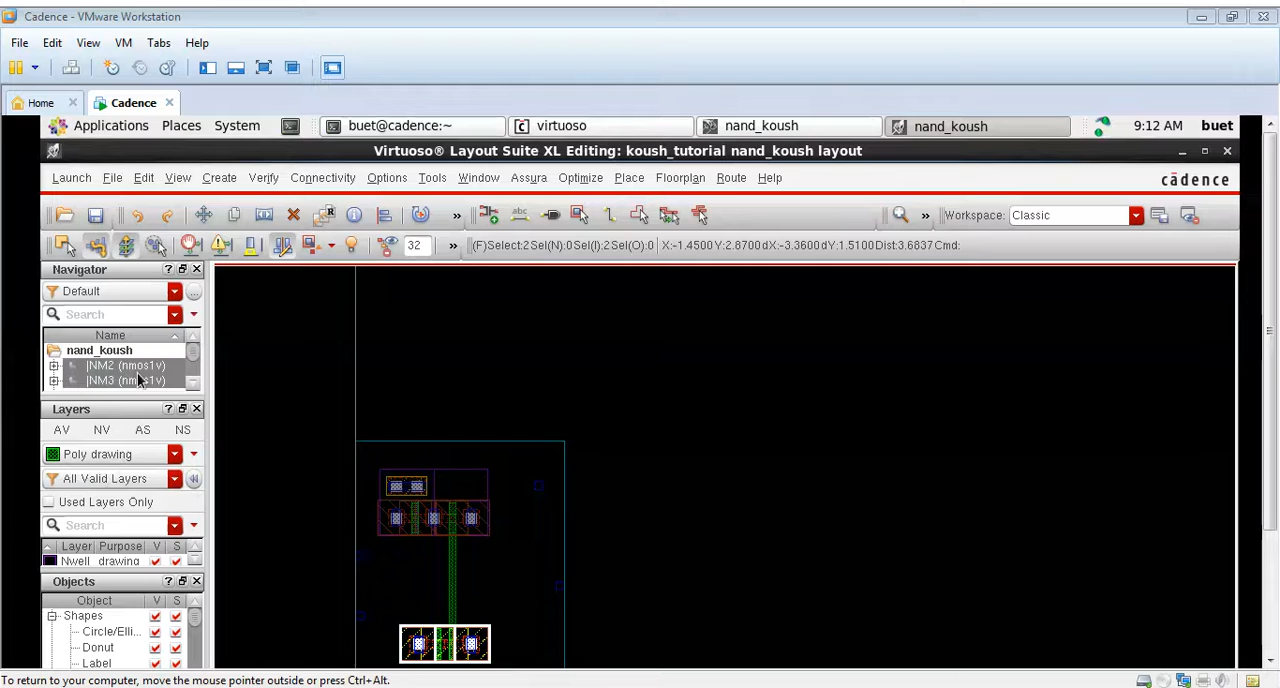 Cadence - VMware Workstation
File Edit View VM Tabs Help
Home Cadence
Applications Places System buet@cadence:~ virtuoso nand_koush nand_koush 9:12 AM buet
Virtuoso® Layout Suite XL Editing: koush_tutorial nand_koush layout
Launch File Edit View Create Verify Connectivity Options Tools Window Assura Optimize Place Floorplan Route Help cādence
» » Workspace: Classic
32 » (F)Select:2 Sel(N):0 Sel(I):2 Sel(O):0 X:-1.4500 Y:2.8700 dX:-3.3600 dY:1.5100 Dist:3.6837 Cmd:
Navigator
Default
Search
Name
nand_koush
|NM2 (nmos1v)
|NM3 (nmos1v)
Layers
AV NV AS NS
Poly drawing
All Valid Layers
Used Layers Only
Search
Layer Purpose V S
Nwell drawing
Objects
Object V S
Shapes
Circle/Elli...
Donut
Label
To return to your computer, move the mouse pointer outside or press Ctrl+Alt.